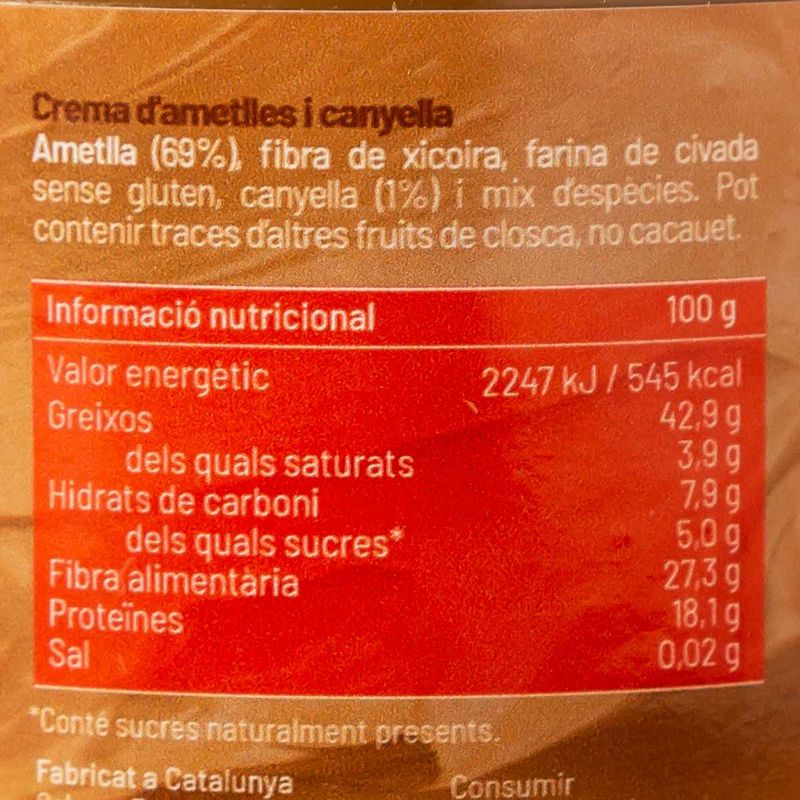 Crema d'ametlles i canyella
Ametlla (69%), fibra de xicoira, farina de civada
sense gluten, canyella (1%) i mix d'espècies. Pot
contenir traces d'altres fruits de closca, no cacauet.
Informació nutricional 100 g
Valor energètic 2247 kJ / 545 kcal
Greixos 42,9 g
dels quals saturats 3,9 g
Hidrats de carboni 7,9 g
dels quals sucres* 5,0 g
Fibra alimentària 27,3 g
Proteïnes 18,1 g
Sal 0,02 g
*Conté sucres naturalment presents.
Fabricat a Catalunya Consumir